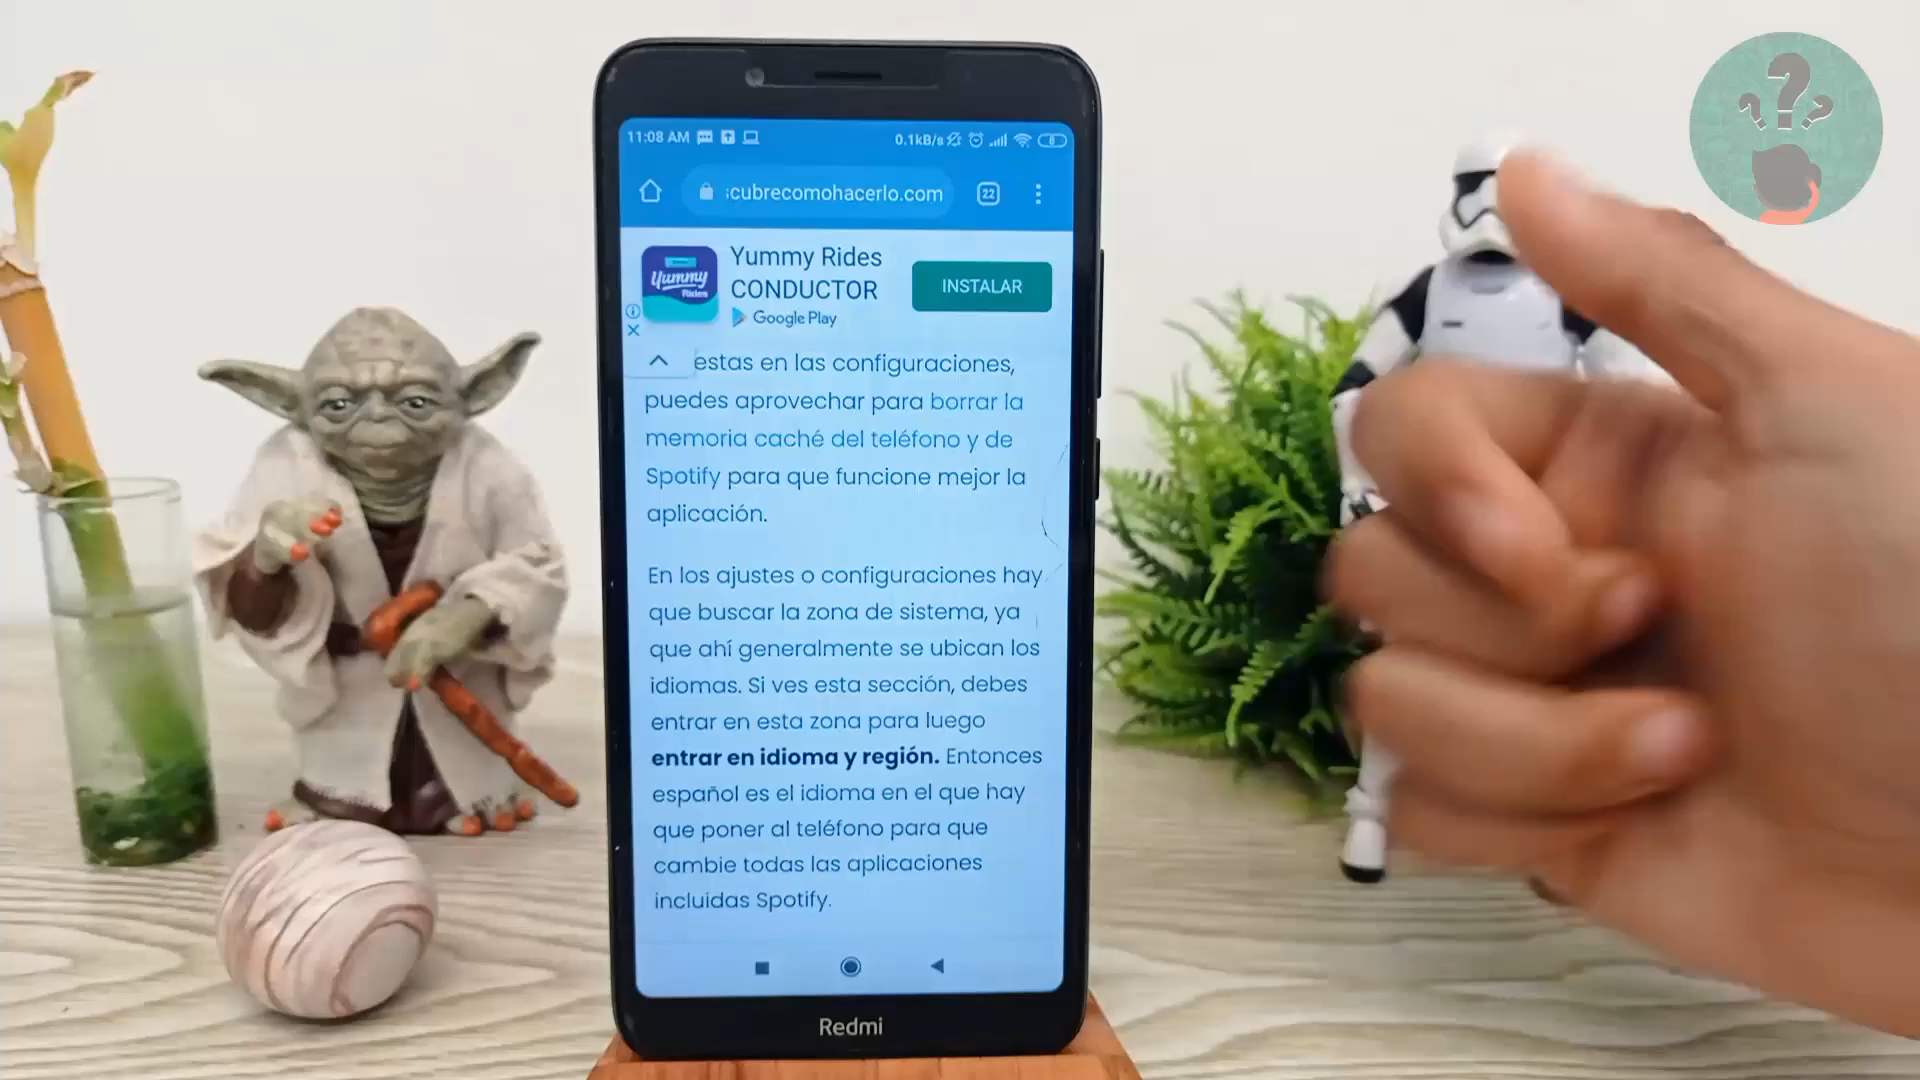 11:08 AM
0.1kB/s
8
scubrecomohacerlo.com
22
Yummy Rides
CONDUCTOR
INSTALAR
Google Play
Yummy
Rides
estas en las configuraciones,
puedes aprovechar para borrar la
memoria caché del teléfono y de
Spotify para que funcione mejor la
aplicación.
En los ajustes o configuraciones hay
que buscar la zona de sistema, ya
que ahí generalmente se ubican los
idiomas. Si ves esta sección, debes
entrar en esta zona para luego
entrar en idioma y región. Entonces
español es el idioma en el que hay
que poner al teléfono para que
cambie todas las aplicaciones
incluidas Spotify.
Redmi